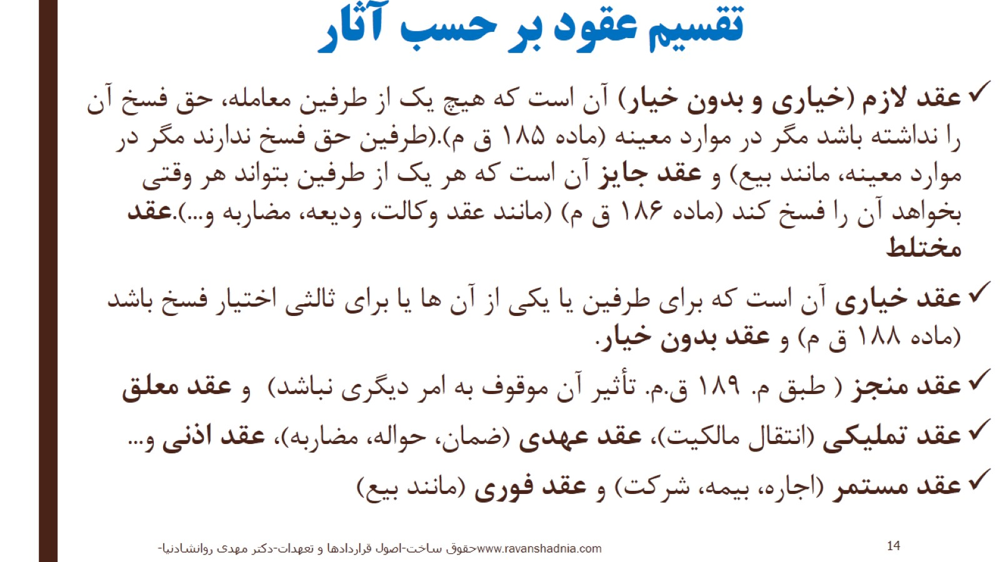 تقسیم عقود بر حسب آثار
✓ عقد لازم (خیاری و بدون خیار) آن است که هیچ یک از طرفین معامله، حق فسخ آن
را نداشته باشد مگر در موارد معینه (ماده ۱۸۵ ق م).(طرفین حق فسخ ندارند مگر در
موارد معینه، مانند بیع) و عقد جایز آن است که هر یک از طرفین بتواند هر وقتی
بخواهد آن را فسخ کند (ماده ۱۸۶ ق م) (مانند عقد وکالت، ودیعه، مضاربه و...).عقد
مختلط
✓ عقد خیاری آن است که برای طرفین یا یکی از آن ها یا برای ثالثی اختیار فسخ باشد
(ماده ۱۸۸ ق م) و عقد بدون خیار.
✓ عقد منجز ( طبق م. ۱۸۹ ق.م. تأثیر آن موقوف به امر دیگری نباشد) و عقد معلق
✓ عقد تملیکی (انتقال مالکیت)، عقد عهدی (ضمان، حواله، مضاربه)، عقد اذنی و...
✓ عقد مستمر (اجاره، بیمه، شرکت) و عقد فوری (مانند بیع)
www.ravanshadnia.comحقوق ساخت-اصول قراردادها و تعهدات-دکتر مهدی روانشادنیا-
14